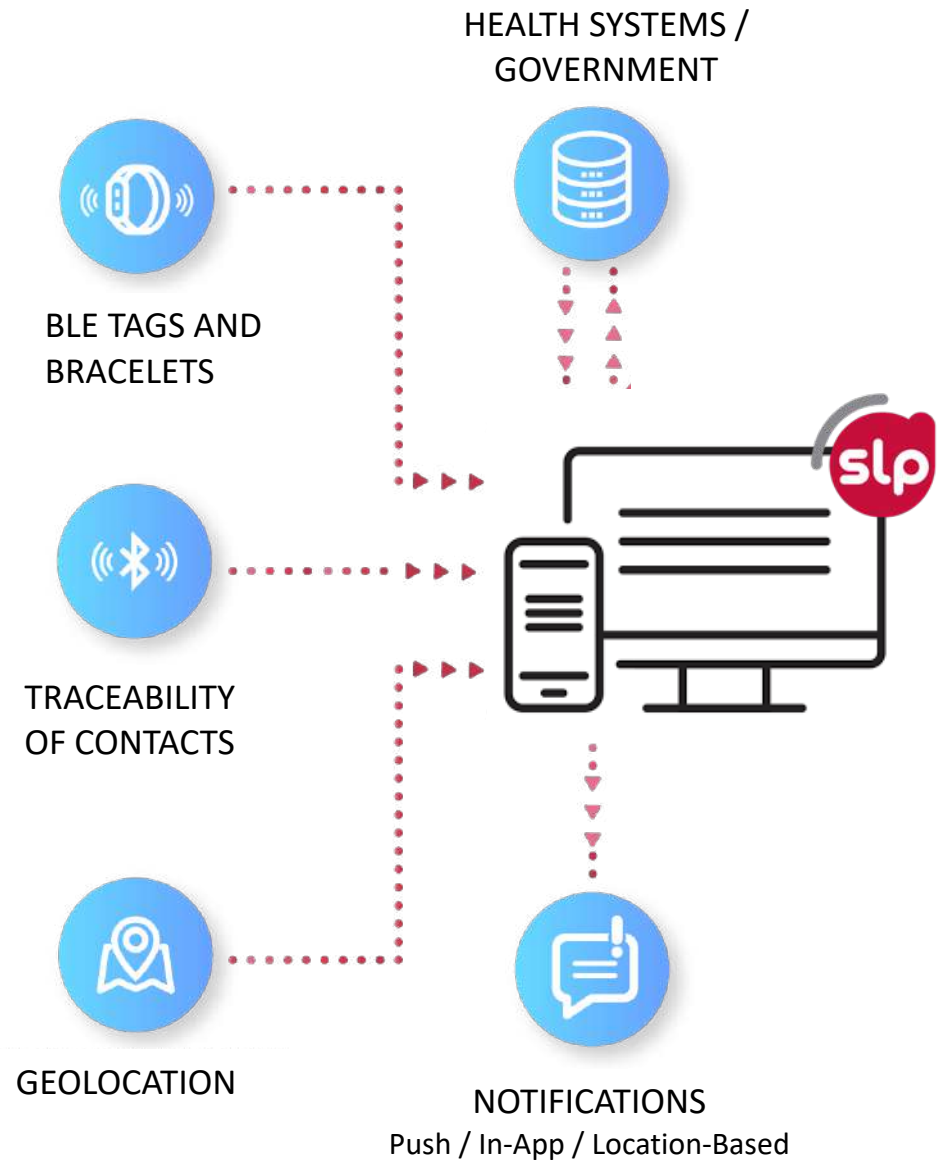 HEALTH SYSTEMS /
GOVERNMENT
BLE TAGS AND
BRACELETS
slp
TRACEABILITY
OF CONTACTS
GEOLOCATION
NOTIFICATIONS
Push / In-App / Location-Based